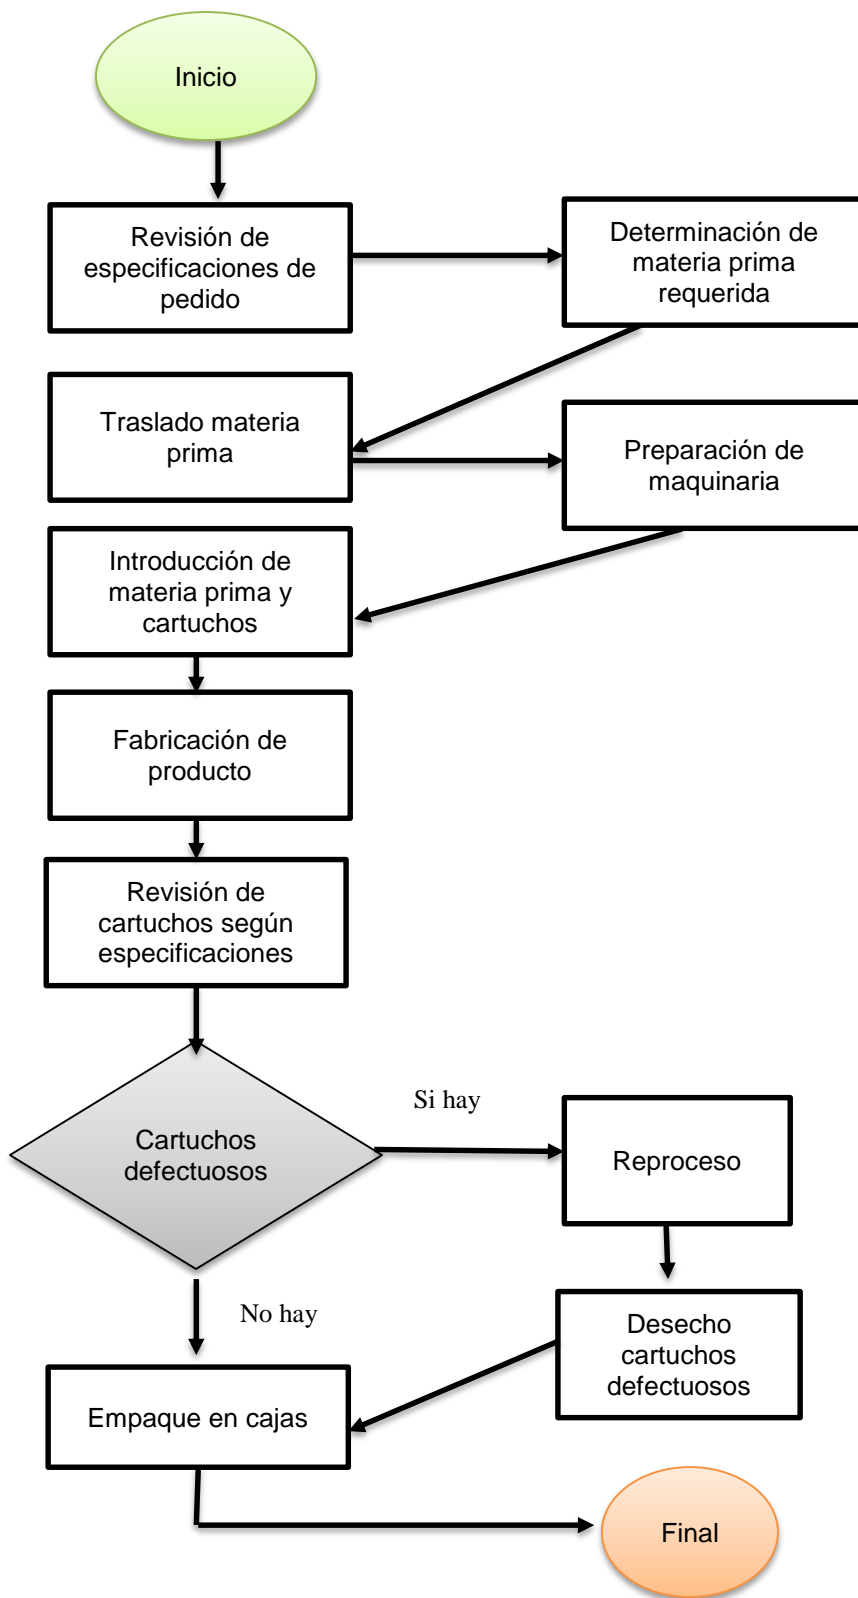 Inicio
Revisión de
especificaciones de
pedido
Determinación de
materia prima
requerida
Traslado materia
prima
Preparación de
maquinaria
Introducción de
materia prima y
cartuchos
Fabricación de
producto
Revisión de
cartuchos según
especificaciones
Cartuchos
defectuosos
Si hay
Reproceso
No hay
Desecho
cartuchos
defectuosos
Empaque en cajas
Final